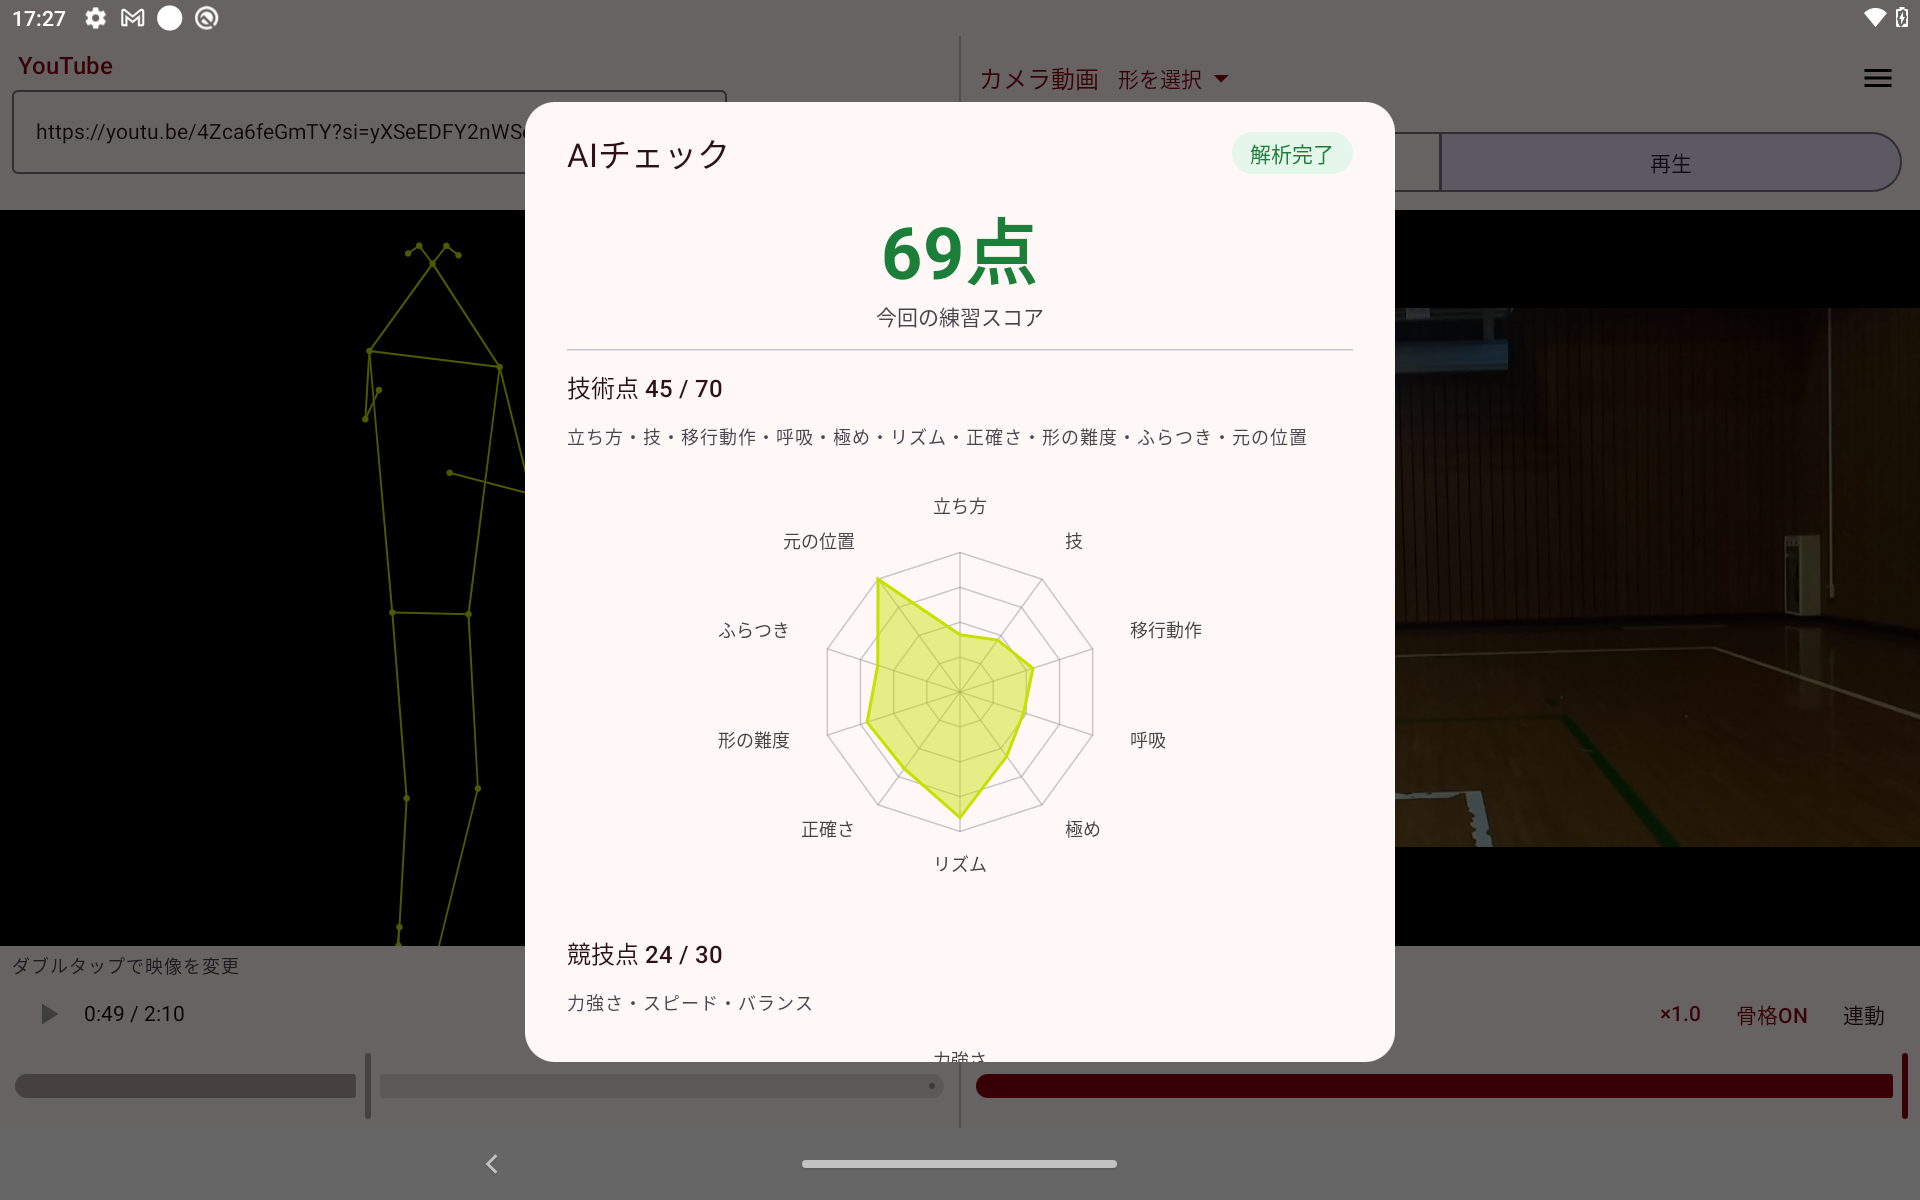 17:27
YouTube
カメラ動画 形を選択
https://youtu.be/4Zca6feGmTY?si=yXSeEDFY2nWS
再生
AIチェック
解析完了
69点
今回の練習スコア
技術点 45 / 70
立ち方・技・移行動作・呼吸・極め・リズム・正確さ・形の難度・ふらつき・元の位置
立ち方
元の位置
技
ふらつき
移行動作
形の難度
呼吸
正確さ
極め
リズム
競技点 24 / 30
力強さ・スピード・バランス
力強さ
ダブルタップで映像を変更
0:49 / 2:10
×1.0 骨格ON 連動